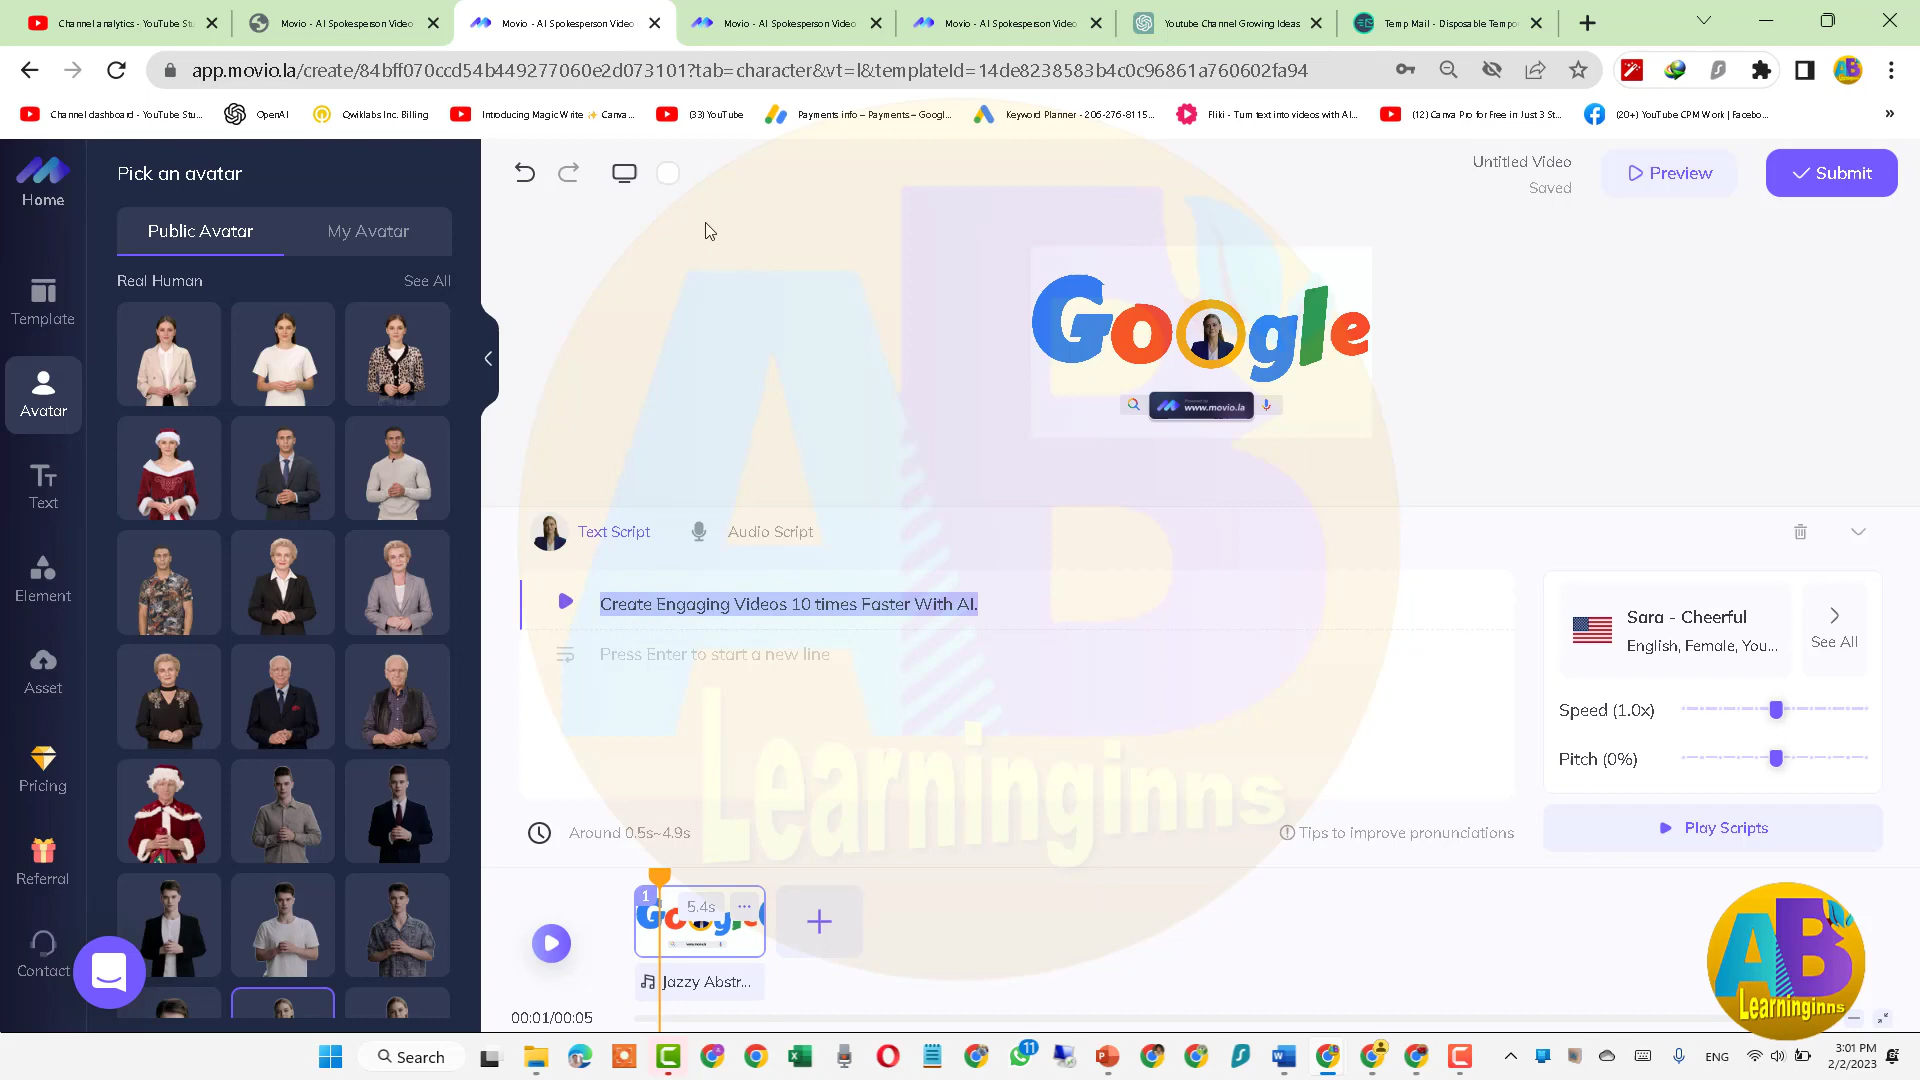 Channel analytics - YouTube St
Movio - AI Spokesperson Video
Movio - AI Spokesperson Video
Movio - AI Spokesperson Video
Movio - AI Spokesperson Video
Youtube Channel Growing Ideas
Temp Mail - Disposable Tempo
app.movio.la/create/84bff070ccd54b449277060e2d073101?tab=character&vt=l&templateId=14de8238583b4c0c96861a760602fa94
Channel dashboard - YouTube Stu...
OpenAI
Qwiklabs Inc. Billing
Introducing Magic Write ✨ Canva...
(33) YouTube
Payments info – Payments – Googl...
Keyword Planner - 206-276-8115...
Fliki - Turn text into videos with AI...
(12) Canva Pro for Free in Just 3 St...
(20+) YouTube CPM Work | Facebo...
»
Home
Template
Avatar
Text
Element
Asset
Pricing
Referral
Contact
Pick an avatar
Public Avatar
My Avatar
Real Human
See All
Untitled Video
Saved
Preview
Submit
Google
www.movio.la
AB
Learninginns
Text Script
Audio Script
Create Engaging Videos 10 times Faster With AI.
Press Enter to start a new line
Around 0.5s~4.9s
Tips to improve pronunciations
Sara - Cheerful
English, Female, You...
See All
Speed (1.0x)
Pitch (0%)
Play Scripts
1
5.4s
Jazzy Abstr...
00:01/00:05
AB
Learninginns
Search
11
ENG
3:01 PM
2/2/2023